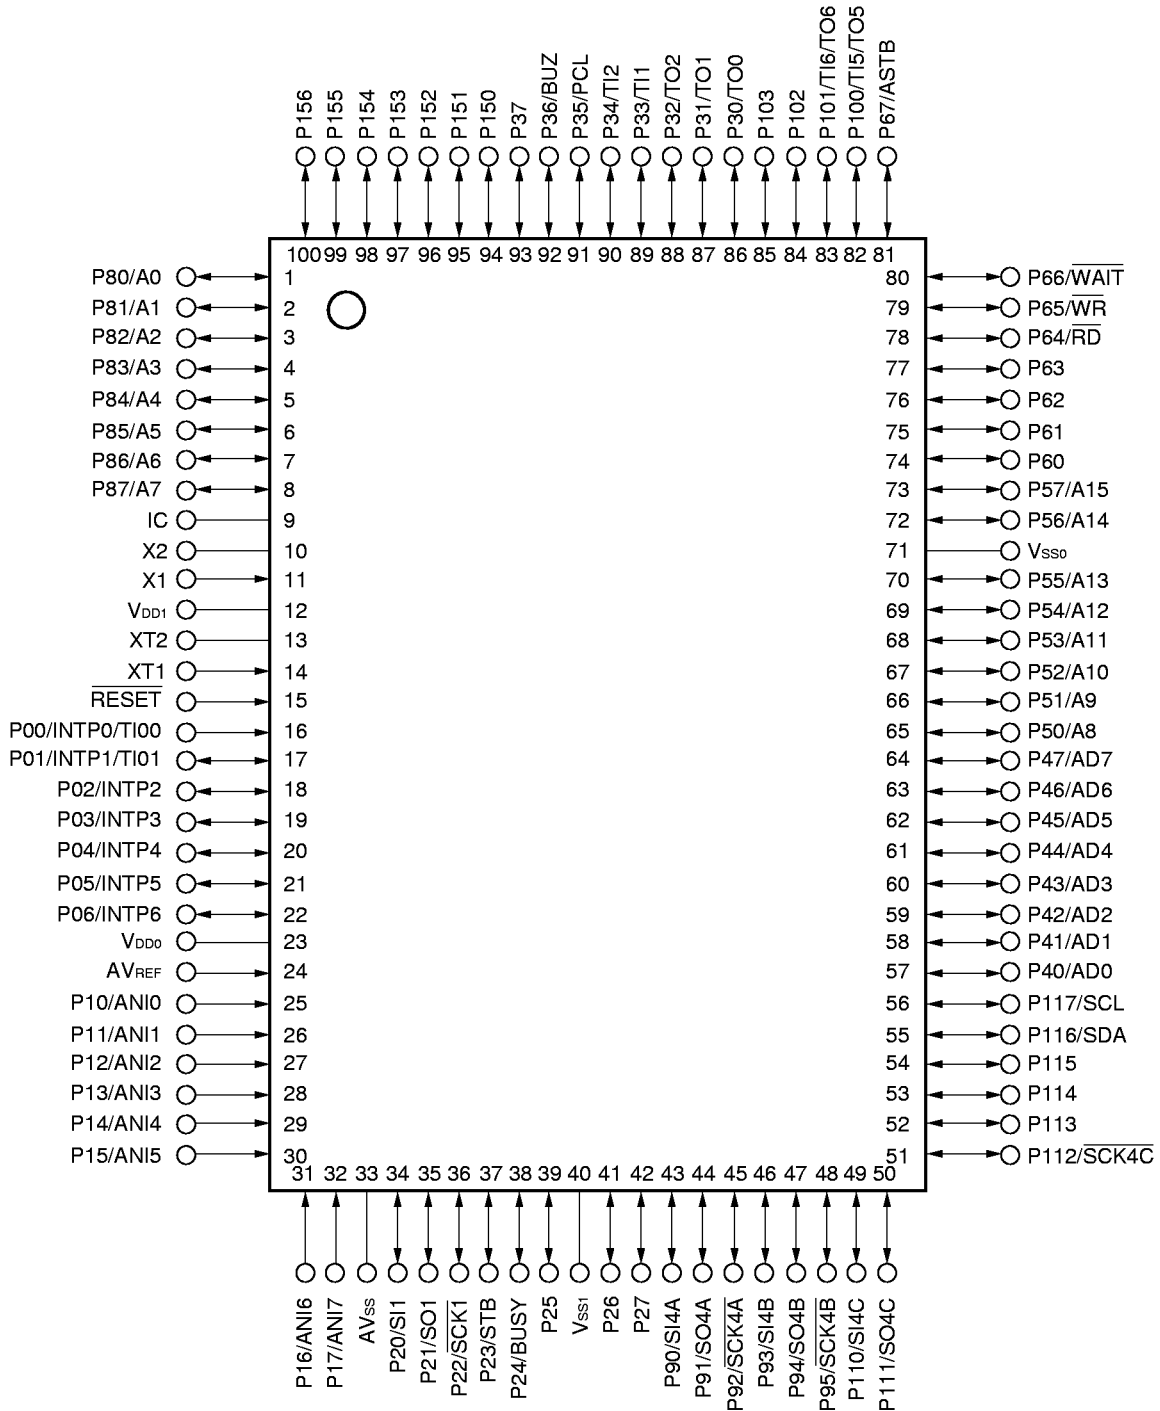 P156
P155
P154
P153
P152
P151
P150
P37
P36/BUZ
P35/PCL
P34/TI2
P33/TI1
P32/TO2
P31/TO1
P30/TO0
P103
P102
P101/TI6/TO6
P100/TI5/TO5
P67/ASTB
100 99 98 97 96 95 94 93 92 91 90 89 88 87 86 85 84 83 82 81
P80/A0 1 80 P66/WAIT
P81/A1 2 79 P65/WR
P82/A2 3 78 P64/RD
P83/A3 4 77 P63
P84/A4 5 76 P62
P85/A5 6 75 P61
P86/A6 7 74 P60
P87/A7 8 73 P57/A15
IC 9 72 P56/A14
X2 10 71 VSS0
X1 11 70 P55/A13
VDD1 12 69 P54/A12
XT2 13 68 P53/A11
XT1 14 67 P52/A10
RESET 15 66 P51/A9
P00/INTP0/TI00 16 65 P50/A8
P01/INTP1/TI01 17 64 P47/AD7
P02/INTP2 18 63 P46/AD6
P03/INTP3 19 62 P45/AD5
P04/INTP4 20 61 P44/AD4
P05/INTP5 21 60 P43/AD3
P06/INTP6 22 59 P42/AD2
VDD0 23 58 P41/AD1
AVREF 24 57 P40/AD0
P10/ANI0 25 56 P117/SCL
P11/ANI1 26 55 P116/SDA
P12/ANI2 27 54 P115
P13/ANI3 28 53 P114
P14/ANI4 29 52 P113
P15/ANI5 30 51 P112/SCK4C
31 32 33 34 35 36 37 38 39 40 41 42 43 44 45 46 47 48 49 50
P16/ANI6
P17/ANI7
AVSS
P20/SI1
P21/SO1
P22/SCK1
P23/STB
P24/BUSY
P25
VSS1
P26
P27
P90/SI4A
P91/SO4A
P92/SCK4A
P93/SI4B
P94/SO4B
P95/SCK4B
P110/SI4C
P111/SO4C